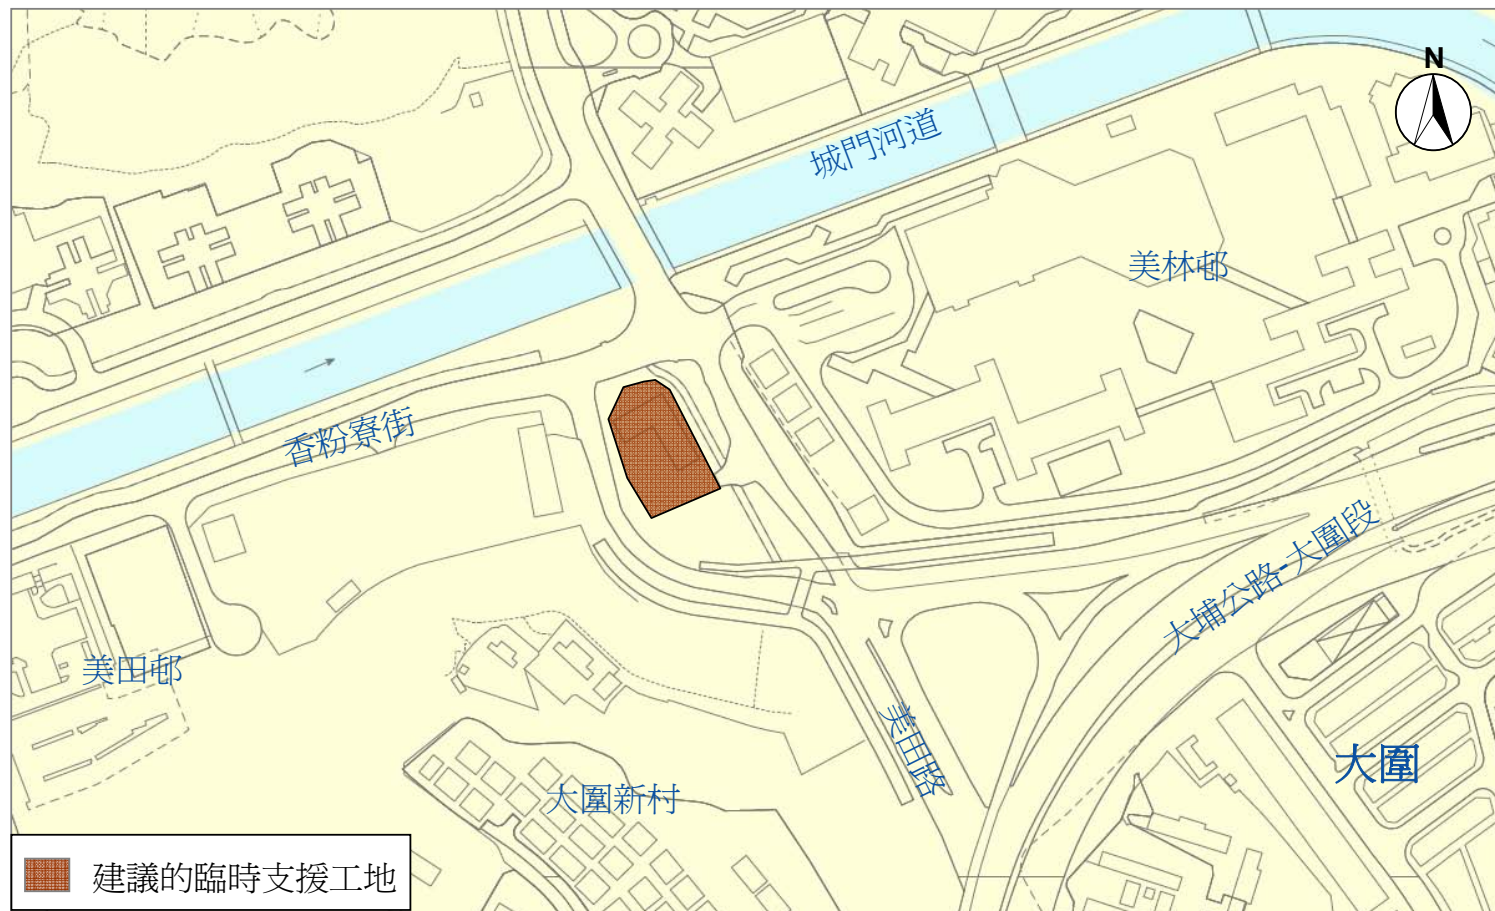 N
城門河道
美林邨
香粉寮街
大埔公路-大圍段
美田邨
美田路
大圍
大圍新村
建議的臨時支援工地